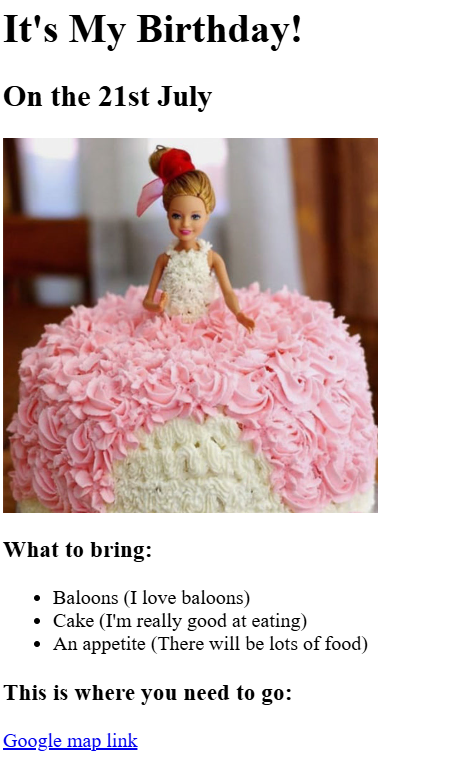 It's My Birthday!
On the 21st July
What to bring:
Baloons (I love baloons)
Cake (I'm really good at eating)
An appetite (There will be lots of food)
This is where you need to go:
Google map link